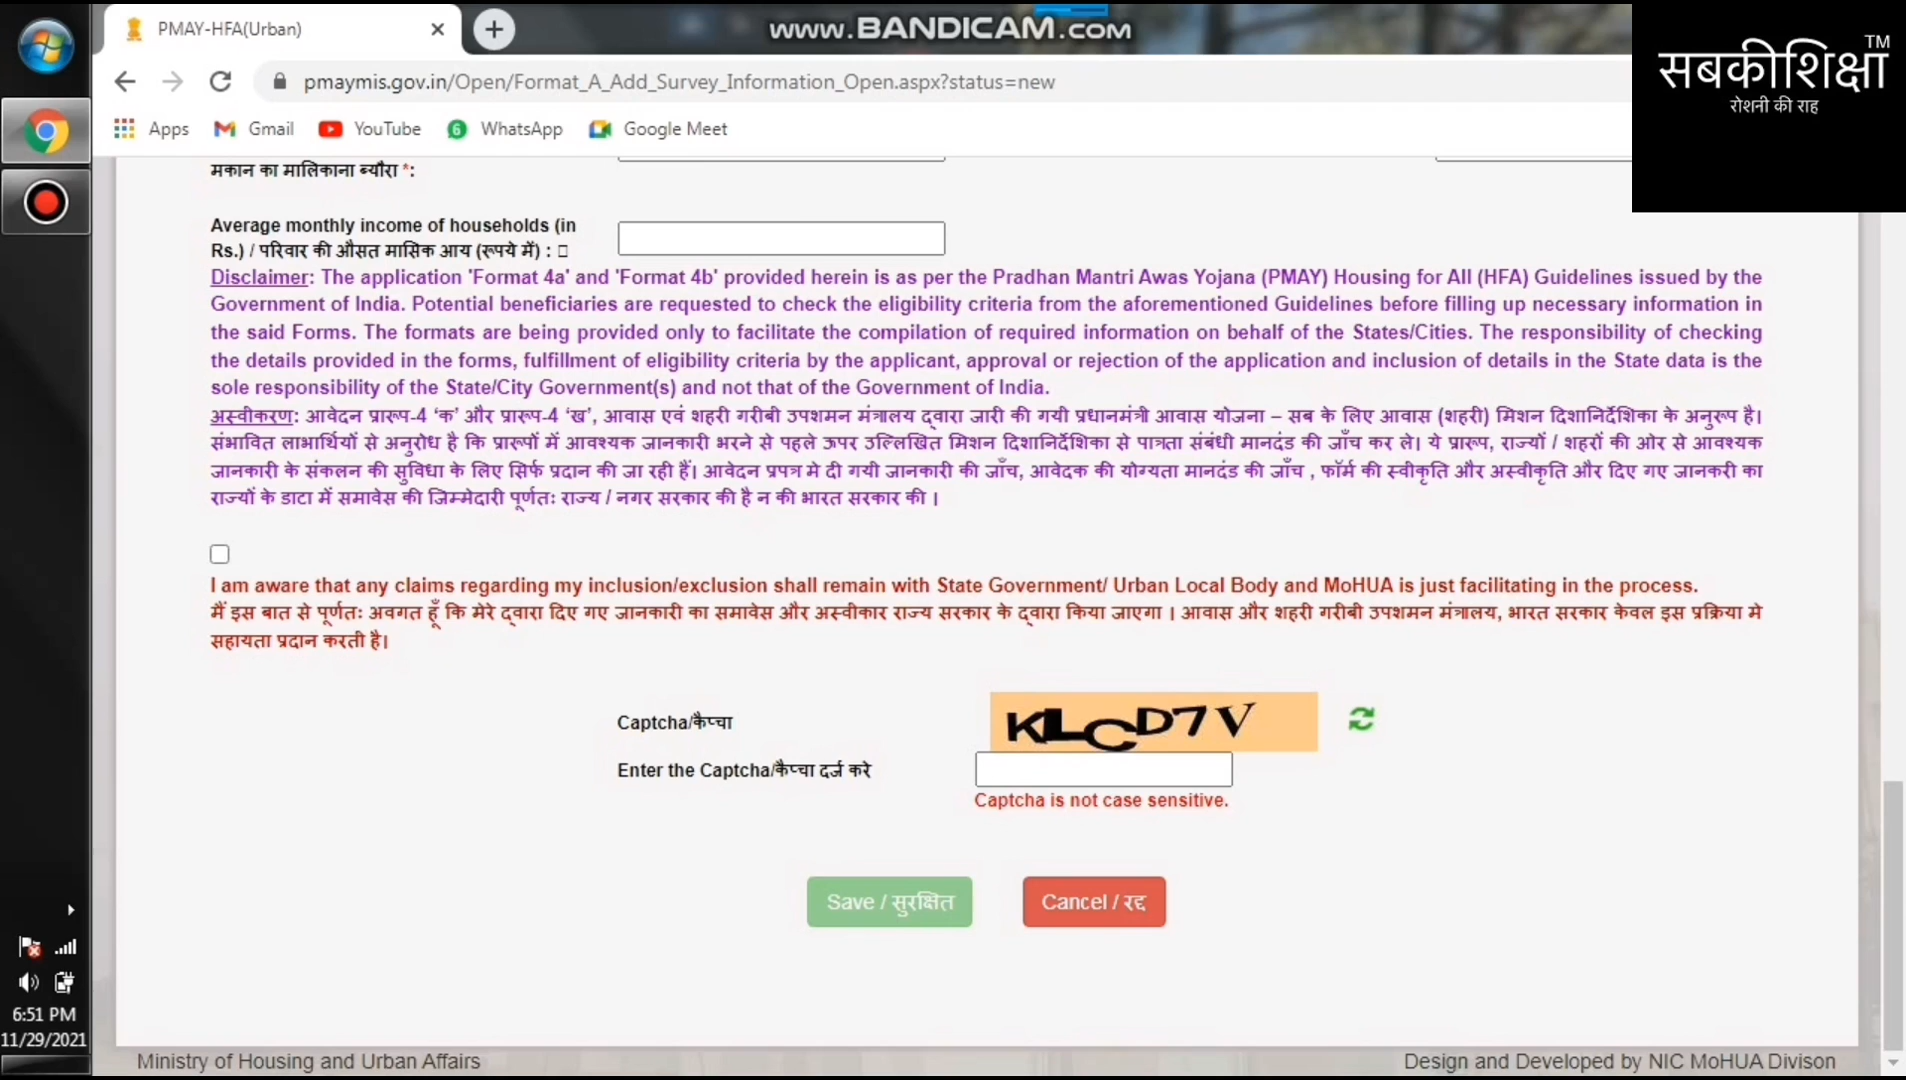 PMAY-HFA(Urban)
www.BANDICAM.COM
सबकीशिक्षा TM
रोशनी की राह
pmaymis.gov.in/Open/Format_A_Add_Survey_Information_Open.aspx?status=new
Apps Gmail YouTube WhatsApp Google Meet
मकान का मालिकाना ब्यौरा *:
Average monthly income of households (in
Rs.) / परिवार की औसत मासिक आय (रूपये में) :
Disclaimer: The application 'Format 4a' and 'Format 4b' provided herein is as per the Pradhan Mantri Awas Yojana (PMAY) Housing for All (HFA) Guidelines issued by the
Government of India. Potential beneficiaries are requested to check the eligibility criteria from the aforementioned Guidelines before filling up necessary information in
the said Forms. The formats are being provided only to facilitate the compilation of required information on behalf of the States/Cities. The responsibility of checking
the details provided in the forms, fulfillment of eligibility criteria by the applicant, approval or rejection of the application and inclusion of details in the State data is the
sole responsibility of the State/City Government(s) and not that of the Government of India.
अस्वीकरण: आवेदन प्रारूप-4 ‘क’ और प्रारूप-4 ‘ख’, आवास एवं शहरी गरीबी उपशमन मंत्रालय द्वारा जारी की गयी प्रधानमंत्री आवास योजना – सब के लिए आवास (शहरी) मिशन दिशानिर्देशिका के अनुरूप है।
संभावित लाभार्थियों से अनुरोध है कि प्रारूपों में आवश्यक जानकारी भरने से पहले ऊपर उल्लिखित मिशन दिशानिर्देशिका से पात्रता संबंधी मानदंड की जाँच कर ले। ये प्रारूप, राज्यों / शहरों की ओर से आवश्यक
जानकारी के संकलन की सुविधा के लिए सिर्फ प्रदान की जा रही हैं। आवेदन प्रपत्र मे दी गयी जानकारी की जाँच, आवेदक की योग्यता मानदंड की जाँच , फॉर्म की स्वीकृति और अस्वीकृति और दिए गए जानकरी का
राज्यों के डाटा में समावेस की जिम्मेदारी पूर्णतः राज्य / नगर सरकार की है न की भारत सरकार की ।
I am aware that any claims regarding my inclusion/exclusion shall remain with State Government/ Urban Local Body and MoHUA is just facilitating in the process.
मैं इस बात से पूर्णतः अवगत हूँ कि मेरे द्वारा दिए गए जानकारी का समावेस और अस्वीकार राज्य सरकार के द्वारा किया जाएगा । आवास और शहरी गरीबी उपशमन मंत्रालय, भारत सरकार केवल इस प्रक्रिया मे
सहायता प्रदान करती है।
Captcha/कैप्चा KLCD7V
Enter the Captcha/कैप्चा दर्ज करे
Captcha is not case sensitive.
Save / सुरक्षित Cancel / रद्द
6:51 PM
11/29/2021
Ministry of Housing and Urban Affairs Design and Developed by NIC MoHUA Divison